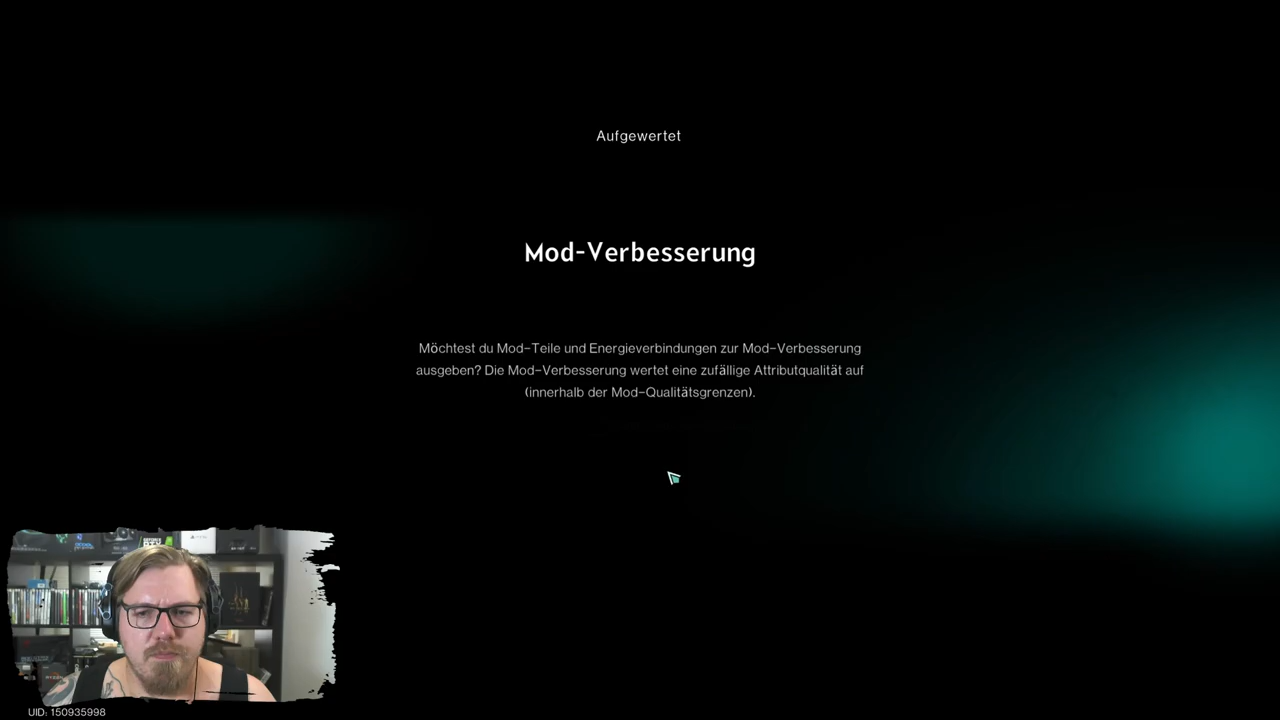 Aufgewertet
Mod-Verbesserung
Möchtest du Mod-Teile und Energieverbindungen zur Mod-Verbesserung
ausgeben? Die Mod-Verbesserung wertet eine zufällige Attributqualität auf
(innerhalb der Mod-Qualitätsgrenzen).
UID: 150935998